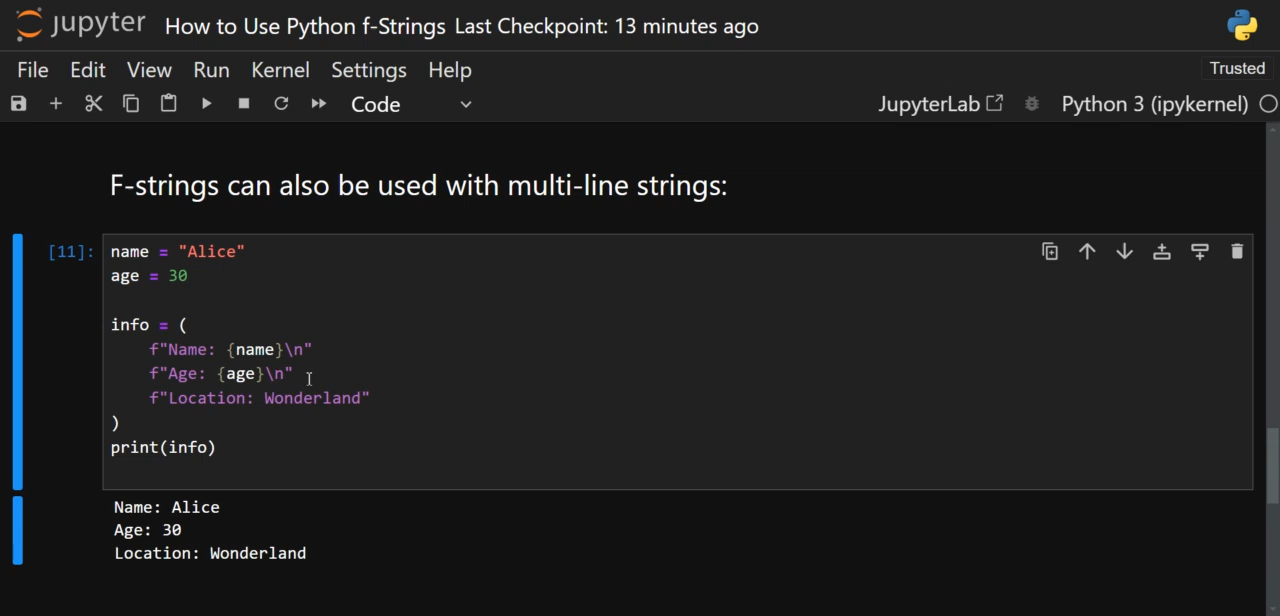 jupyter How to Use Python f-Strings Last Checkpoint: 13 minutes ago
File Edit View Run Kernel Settings Help Trusted
Code JupyterLab Python 3 (ipykernel)
F-strings can also be used with multi-line strings:
[11]: name = "Alice"
age = 30
info = (
    f"Name: {name}\n"
    f"Age: {age}\n"
    f"Location: Wonderland"
)
print(info)
Name: Alice
Age: 30
Location: Wonderland